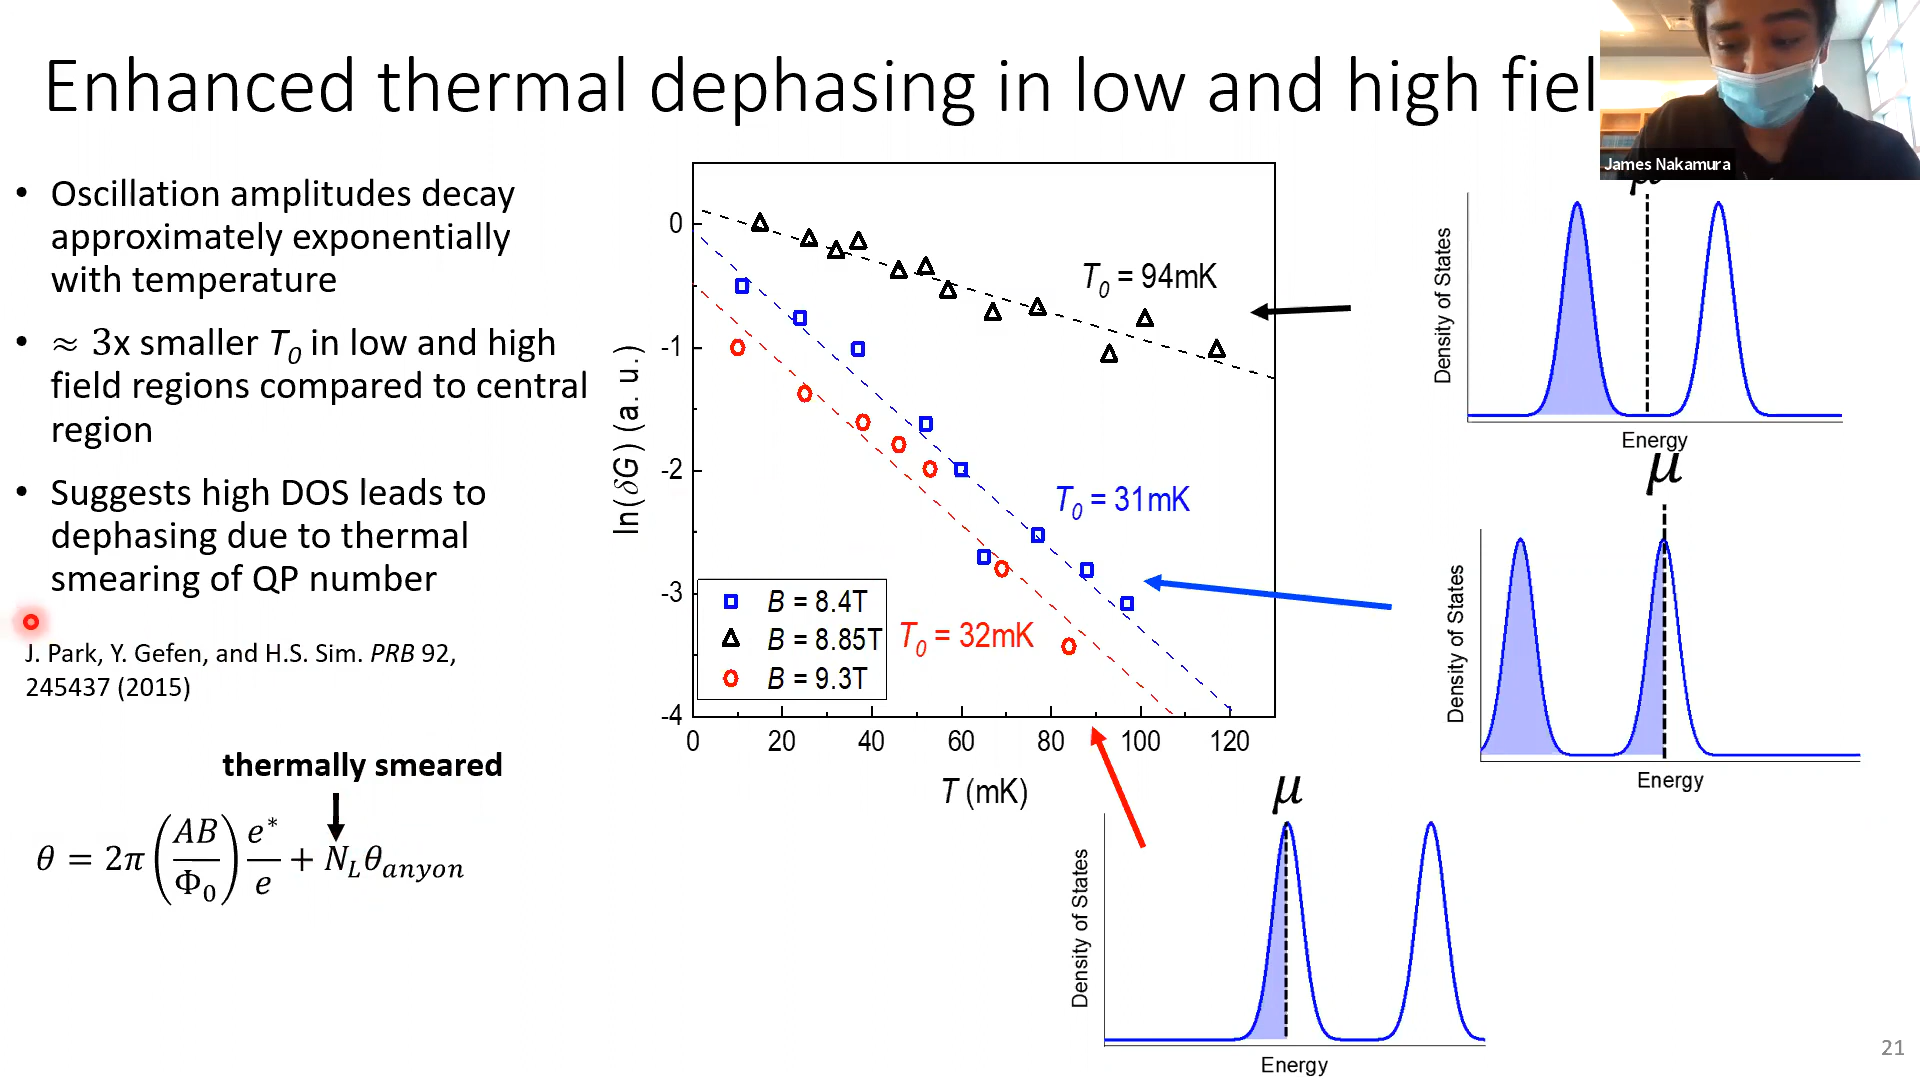 Enhanced thermal dephasing in low and high fiel
James Nakamura
• Oscillation amplitudes decay
approximately exponentially
with temperature
• ≈ 3x smaller T₀ in low and high
field regions compared to central
region
• Suggests high DOS leads to
dephasing due to thermal
smearing of QP number
J. Park, Y. Gefen, and H.S. Sim. PRB 92,
245437 (2015)
thermally smeared
θ = 2π (AB/Φ₀) e*/e + N_L θ_anyon
ln(δG) (a. u.)
0
-1
-2
-3
-4
T₀ = 94mK
T₀ = 31mK
T₀ = 32mK
B = 8.4T
B = 8.85T
B = 9.3T
0 20 40 60 80 100 120
T (mK)
μ
Density of States
Energy
μ
Density of States
Energy
μ
Density of States
Energy
21